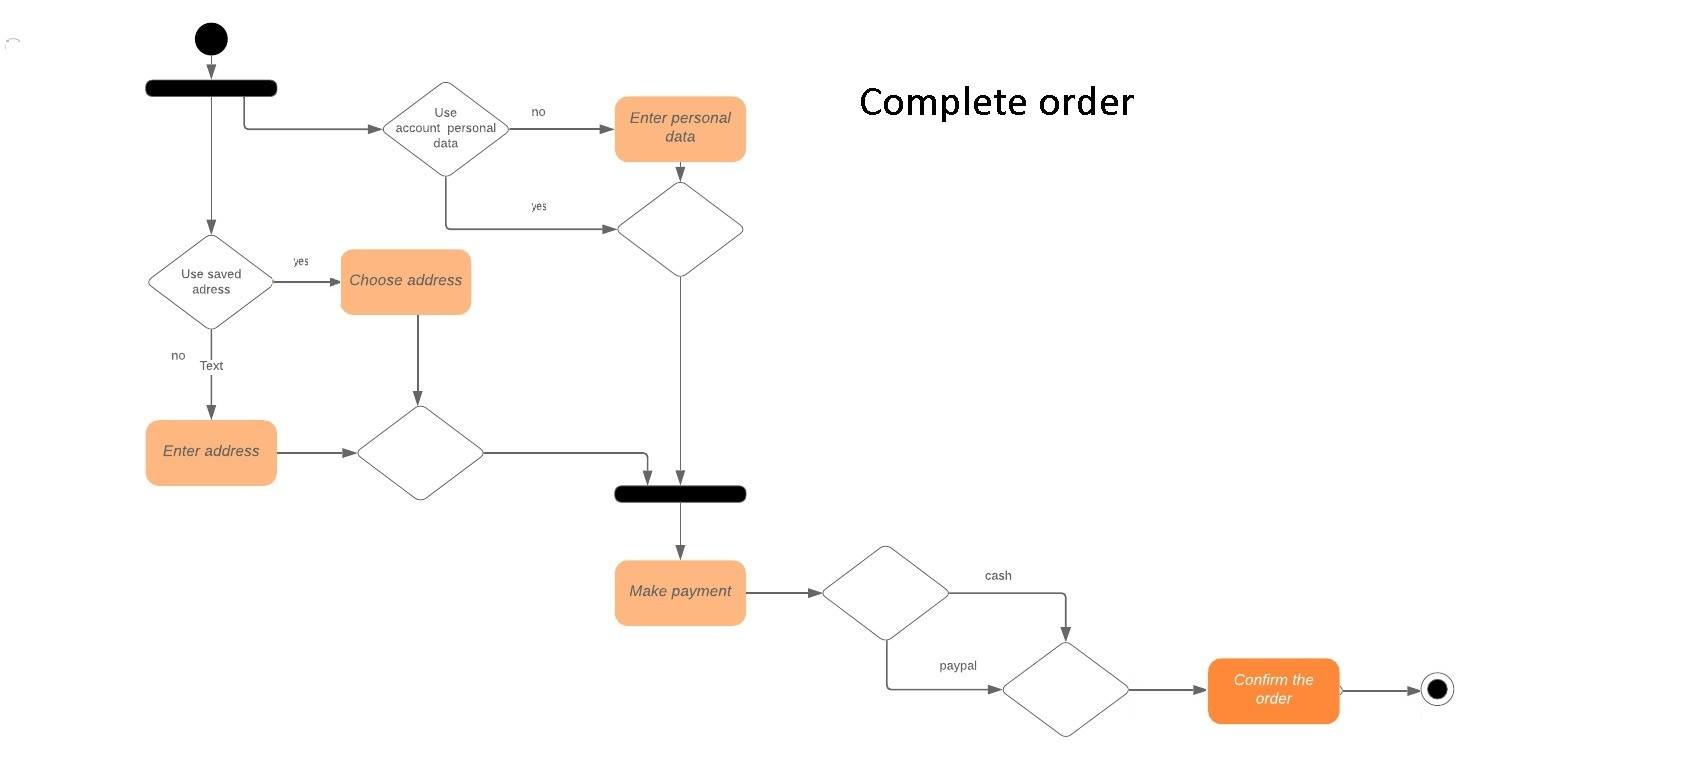 Complete order
Use
account personal
data
no
Enter personal
data
yes
Use saved
adress
yes
Choose address
no
Text
Enter address
Make payment
cash
paypal
Confirm the
order